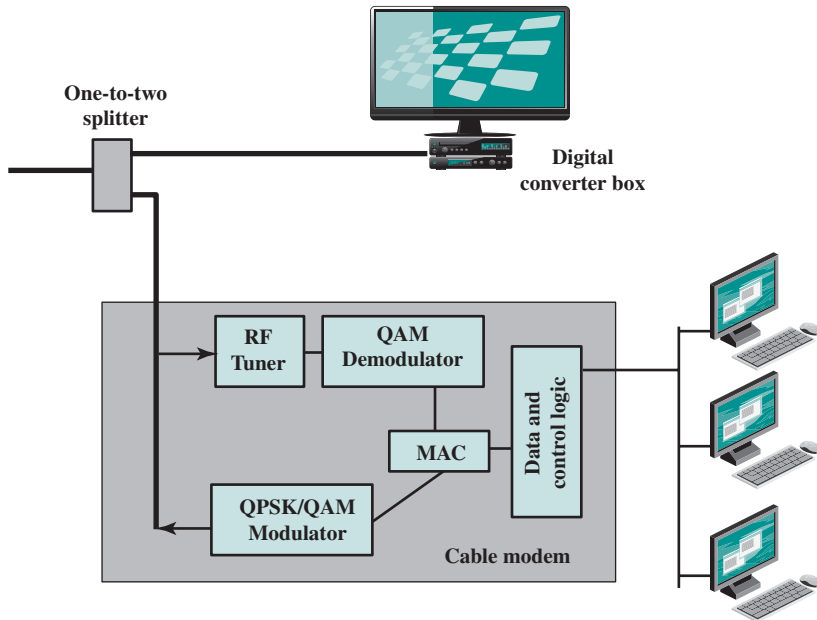 One-to-two
splitter
Digital
converter box
RF
Tuner
QAM
Demodulator
Data and
control logic
MAC
QPSK/QAM
Modulator
Cable modem